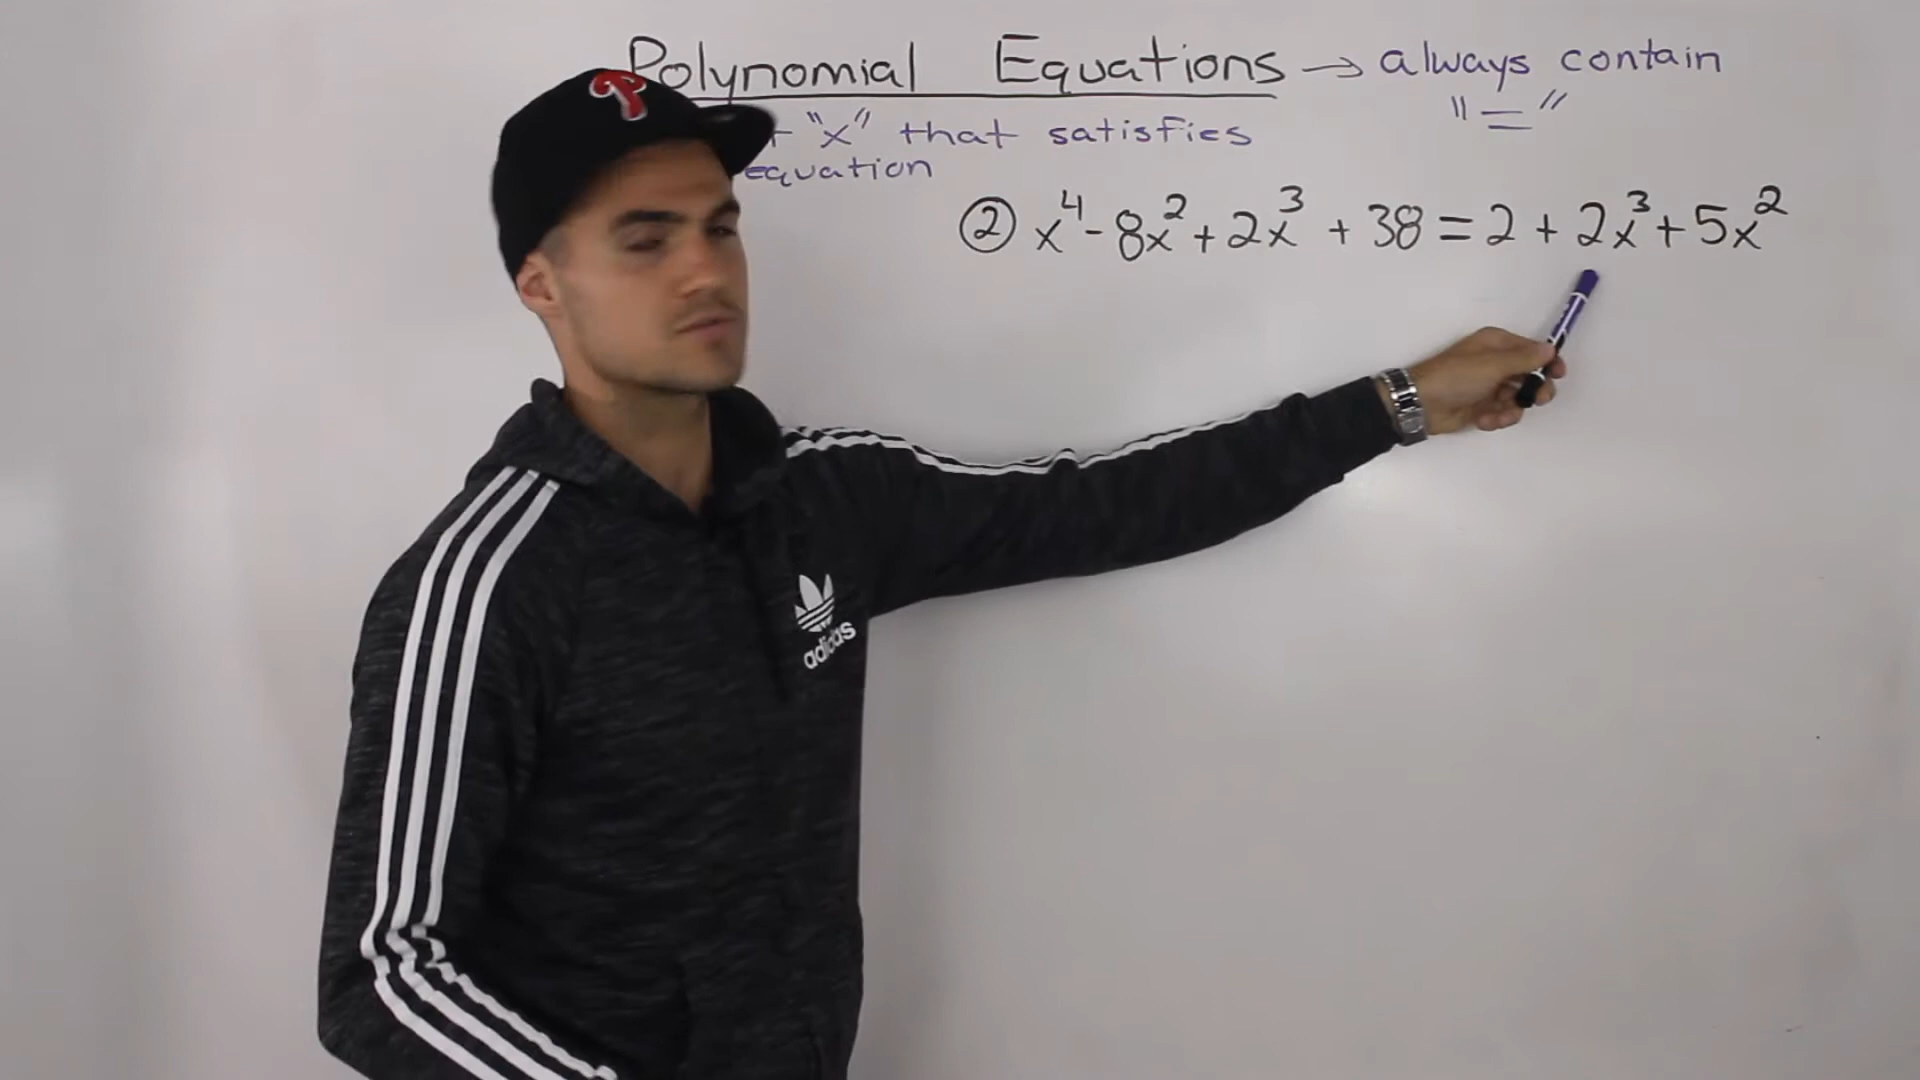 Polynomial Equations → always contain
"="
"x" that satisfies
equation
② x⁴ - 8x² + 2x³ + 38 = 2 + 2x³ + 5x²
P
adidas